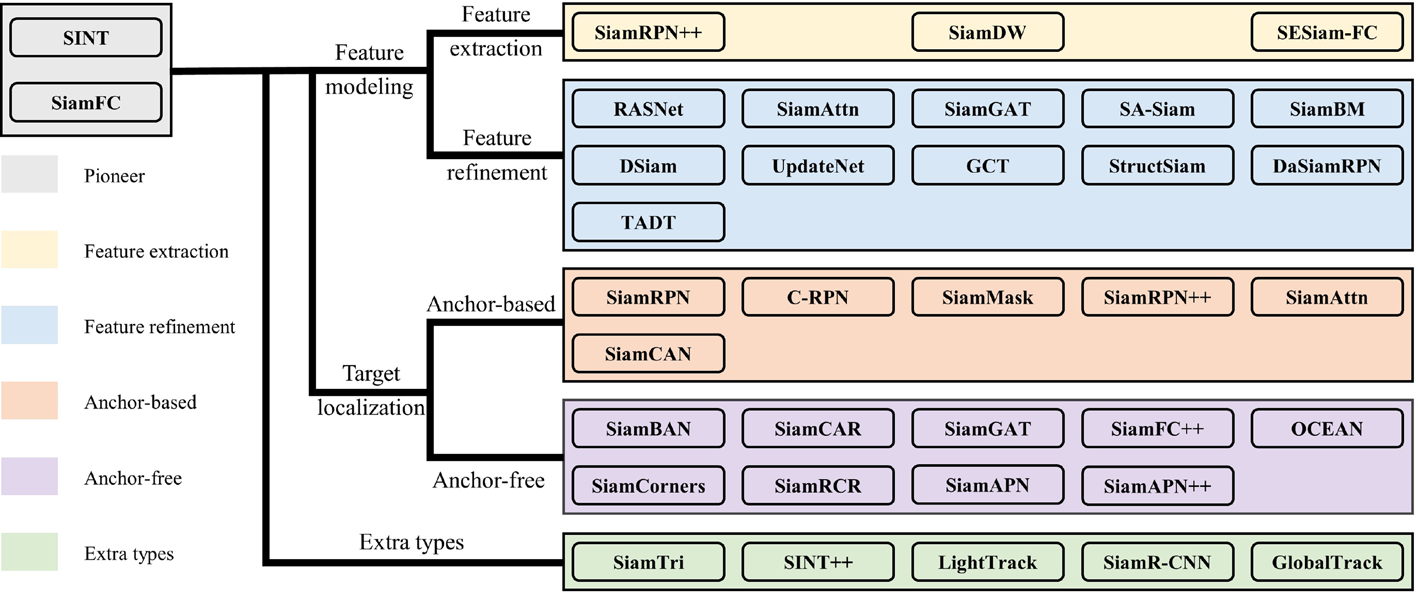 SINT
SiamFC
Pioneer
Feature extraction
Feature refinement
Anchor-based
Anchor-free
Extra types
Feature
modeling
Feature
extraction
SiamRPN++ SiamDW SESiam-FC
Feature
refinement
RASNet SiamAttn SiamGAT SA-Siam SiamBM
DSiam UpdateNet GCT StructSiam DaSiamRPN
TADT
Target
localization
Anchor-based
SiamRPN C-RPN SiamMask SiamRPN++ SiamAttn
SiamCAN
Anchor-free
SiamBAN SiamCAR SiamGAT SiamFC++ OCEAN
SiamCorners SiamRCR SiamAPN SiamAPN++
Extra types
SiamTri SINT++ LightTrack SiamR-CNN GlobalTrack